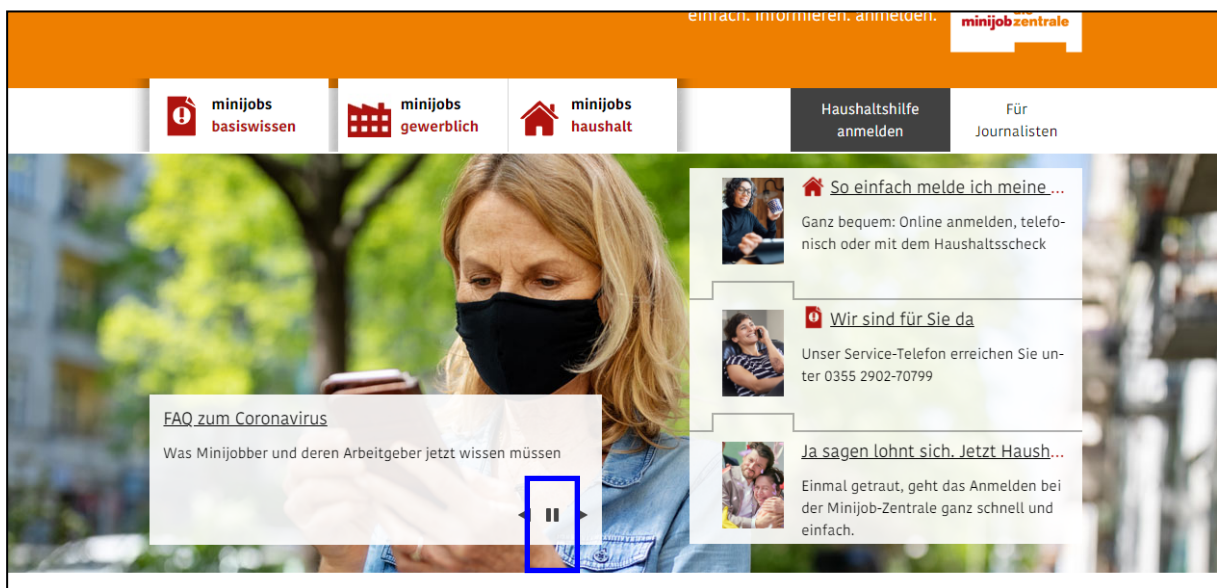 einfach. informieren. anmelden.
minijobzentrale
minijobs
basiswissen
minijobs
gewerblich
minijobs
haushalt
Haushaltshilfe
anmelden
Für
Journalisten
So einfach melde ich meine ...
Ganz bequem: Online anmelden, telefo-
nisch oder mit dem Haushaltsscheck
Wir sind für Sie da
Unser Service-Telefon erreichen Sie un-
ter 0355 2902-70799
FAQ zum Coronavirus
Was Minijobber und deren Arbeitgeber jetzt wissen müssen
Ja sagen lohnt sich. Jetzt Haush...
Einmal getraut, geht das Anmelden bei
der Minijob-Zentrale ganz schnell und
einfach.